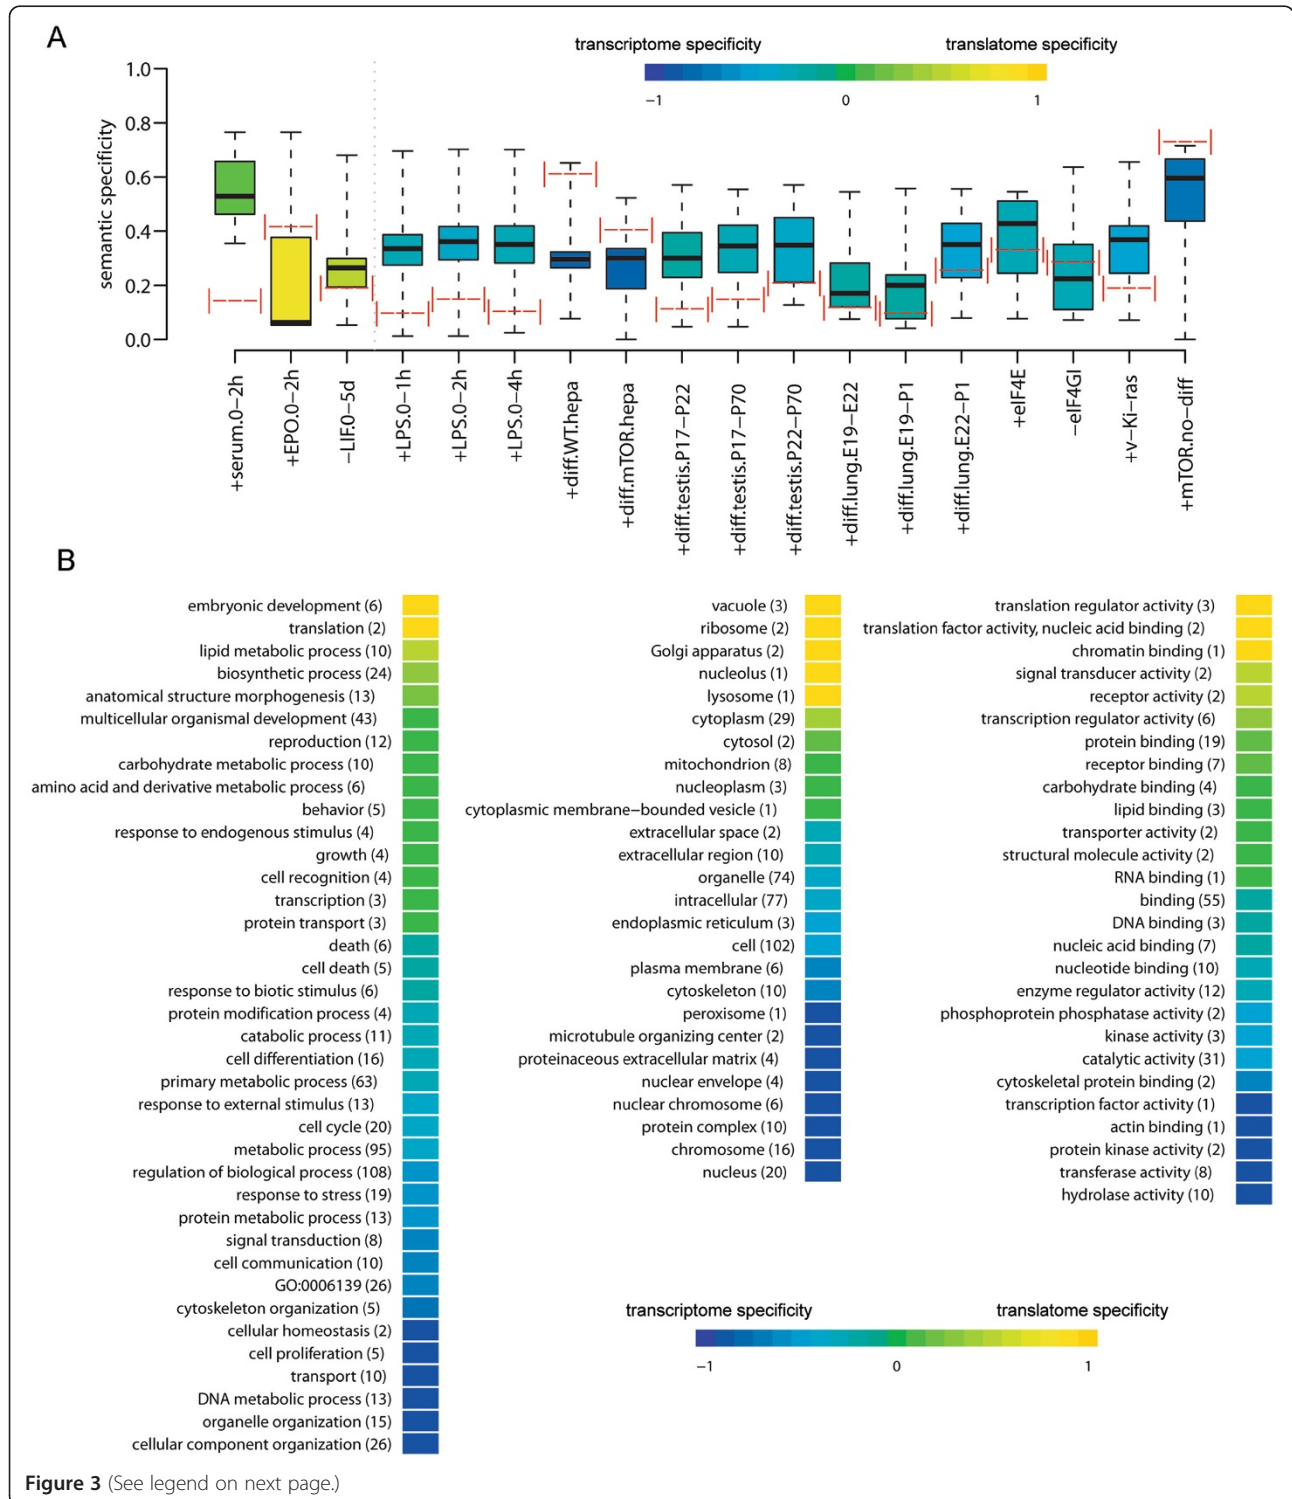 A
transcriptome specificity
translatome specificity
−1
0
1
semantic specificity
1.0
0.8
0.6
0.4
0.2
0.0
+serum.0−2h
+EPO.0−2h
−LIF.0−5d
+LPS.0−1h
+LPS.0−2h
+LPS.0−4h
+diff.WT.hepa
+diff.mTOR.hepa
+diff.testis.P17−P22
+diff.testis.P17−P70
+diff.testis.P22−P70
+diff.lung.E19−E22
+diff.lung.E19−P1
+diff.lung.E22−P1
+eIF4E
−eIF4GI
+v−Ki−ras
+mTOR.no−diff
B
embryonic development (6)
translation (2)
lipid metabolic process (10)
biosynthetic process (24)
anatomical structure morphogenesis (13)
multicellular organismal development (43)
reproduction (12)
carbohydrate metabolic process (10)
amino acid and derivative metabolic process (6)
behavior (5)
response to endogenous stimulus (4)
growth (4)
cell recognition (4)
transcription (3)
protein transport (3)
death (6)
cell death (5)
response to biotic stimulus (6)
protein modification process (4)
catabolic process (11)
cell differentiation (16)
primary metabolic process (63)
response to external stimulus (13)
cell cycle (20)
metabolic process (95)
regulation of biological process (108)
response to stress (19)
protein metabolic process (13)
signal transduction (8)
cell communication (10)
GO:0006139 (26)
cytoskeleton organization (5)
cellular homeostasis (2)
cell proliferation (5)
transport (10)
DNA metabolic process (13)
organelle organization (15)
cellular component organization (26)
vacuole (3)
ribosome (2)
Golgi apparatus (2)
nucleolus (1)
lysosome (1)
cytoplasm (29)
cytosol (2)
mitochondrion (8)
nucleoplasm (3)
cytoplasmic membrane−bounded vesicle (1)
extracellular space (2)
extracellular region (10)
organelle (74)
intracellular (77)
endoplasmic reticulum (3)
cell (102)
plasma membrane (6)
cytoskeleton (10)
peroxisome (1)
microtubule organizing center (2)
proteinaceous extracellular matrix (4)
nuclear envelope (4)
nuclear chromosome (6)
protein complex (10)
chromosome (16)
nucleus (20)
translation regulator activity (3)
translation factor activity, nucleic acid binding (2)
chromatin binding (1)
signal transducer activity (2)
receptor activity (2)
transcription regulator activity (6)
protein binding (19)
receptor binding (7)
carbohydrate binding (4)
lipid binding (3)
transporter activity (2)
structural molecule activity (2)
RNA binding (1)
binding (55)
DNA binding (3)
nucleic acid binding (7)
nucleotide binding (10)
enzyme regulator activity (12)
phosphoprotein phosphatase activity (2)
kinase activity (3)
catalytic activity (31)
cytoskeletal protein binding (2)
transcription factor activity (1)
actin binding (1)
protein kinase activity (2)
transferase activity (8)
hydrolase activity (10)
transcriptome specificity
translatome specificity
−1
0
1
Figure 3 (See legend on next page.)